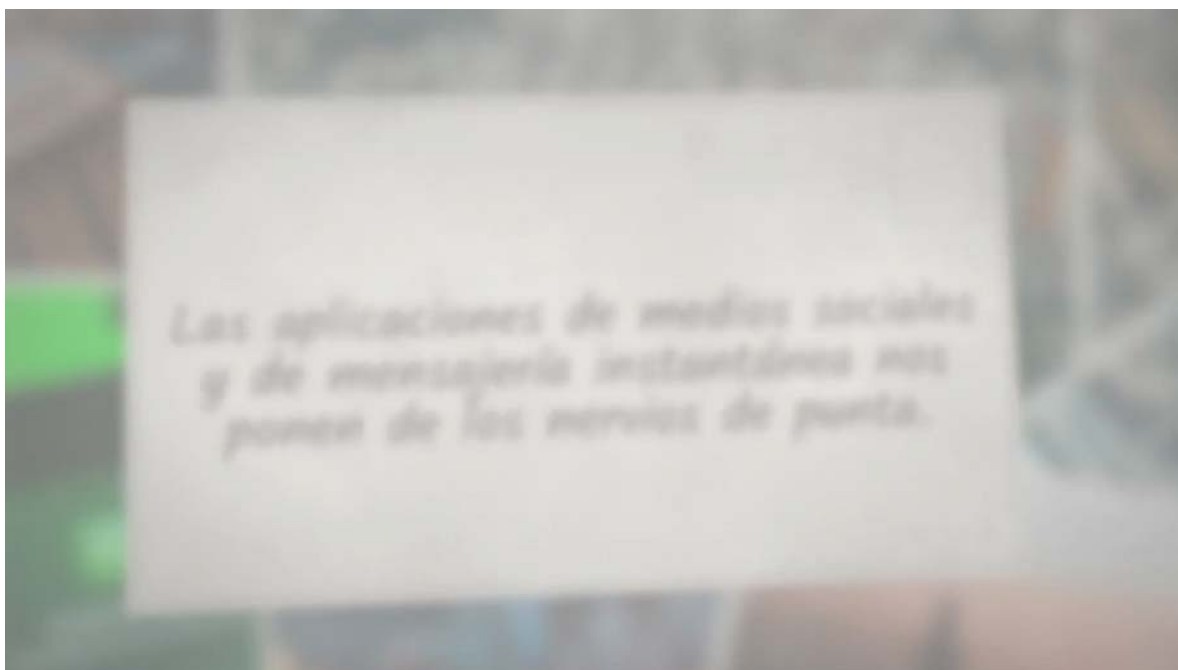 Las aplicaciones de medios sociales
y de mensajería instantánea nos
ponen de los nervios de punta.